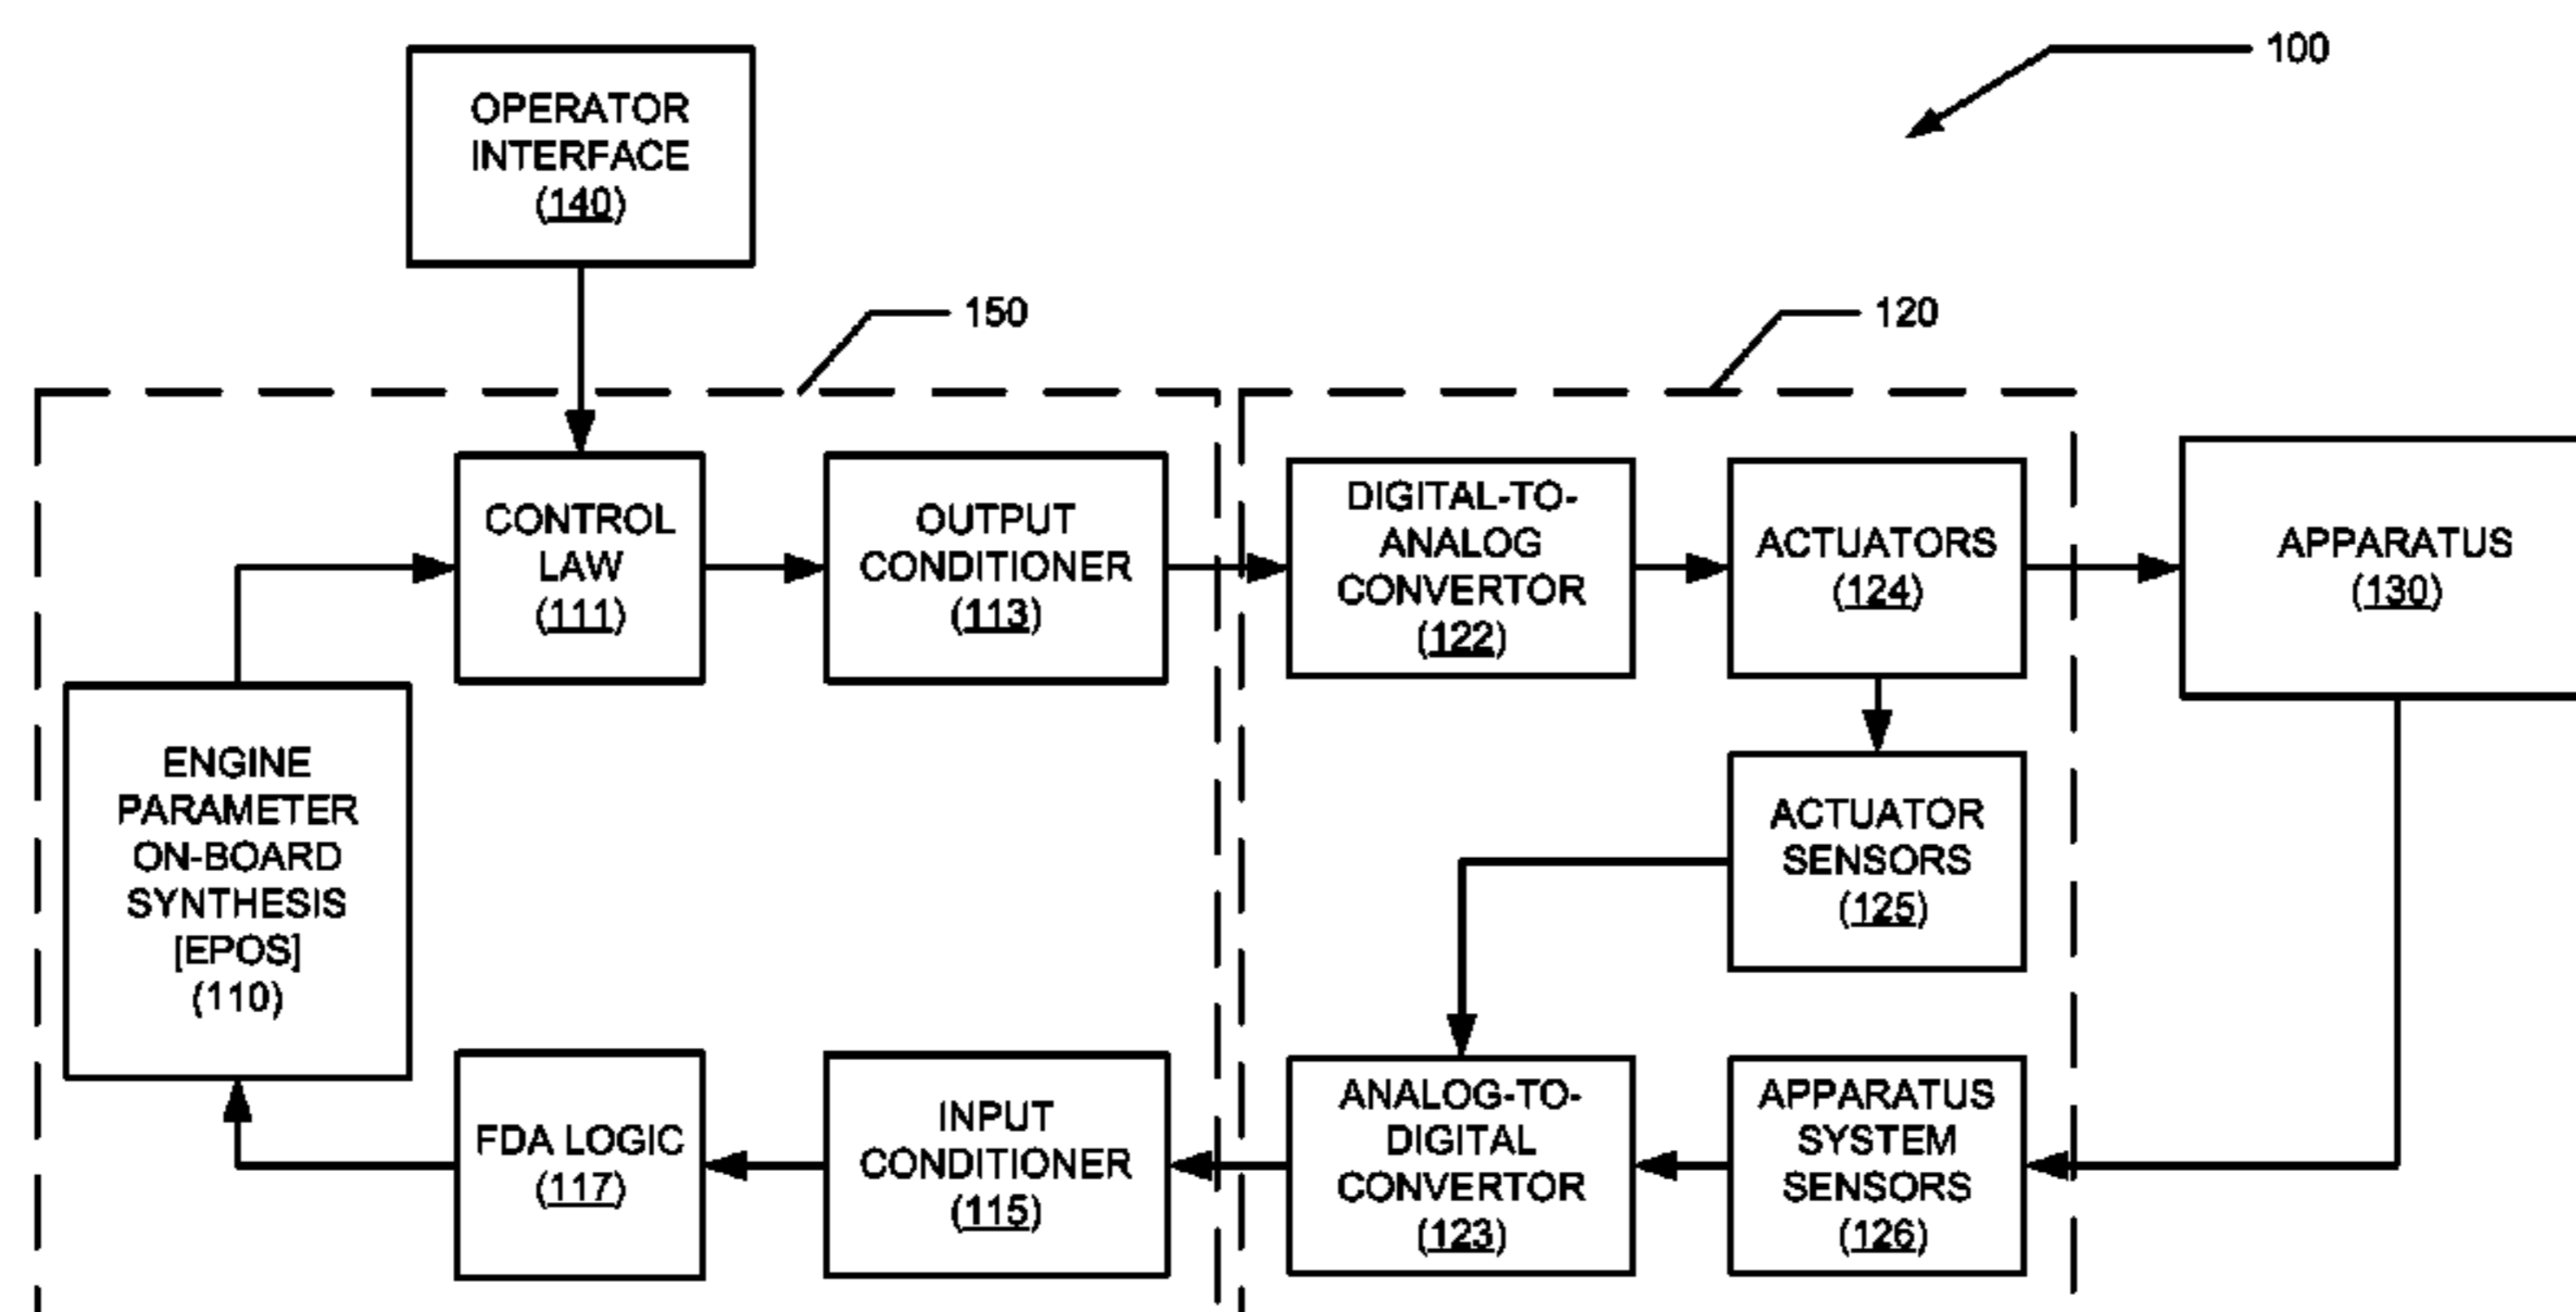 100
OPERATOR
INTERFACE
(140)
150
120
CONTROL
LAW
(111)
OUTPUT
CONDITIONER
(113)
DIGITAL-TO-
ANALOG
CONVERTOR
(122)
ACTUATORS
(124)
APPARATUS
(130)
ENGINE
PARAMETER
ON-BOARD
SYNTHESIS
[EPOS]
(110)
ACTUATOR
SENSORS
(125)
FDA LOGIC
(117)
INPUT
CONDITIONER
(115)
ANALOG-TO-
DIGITAL
CONVERTOR
(123)
APPARATUS
SYSTEM
SENSORS
(126)